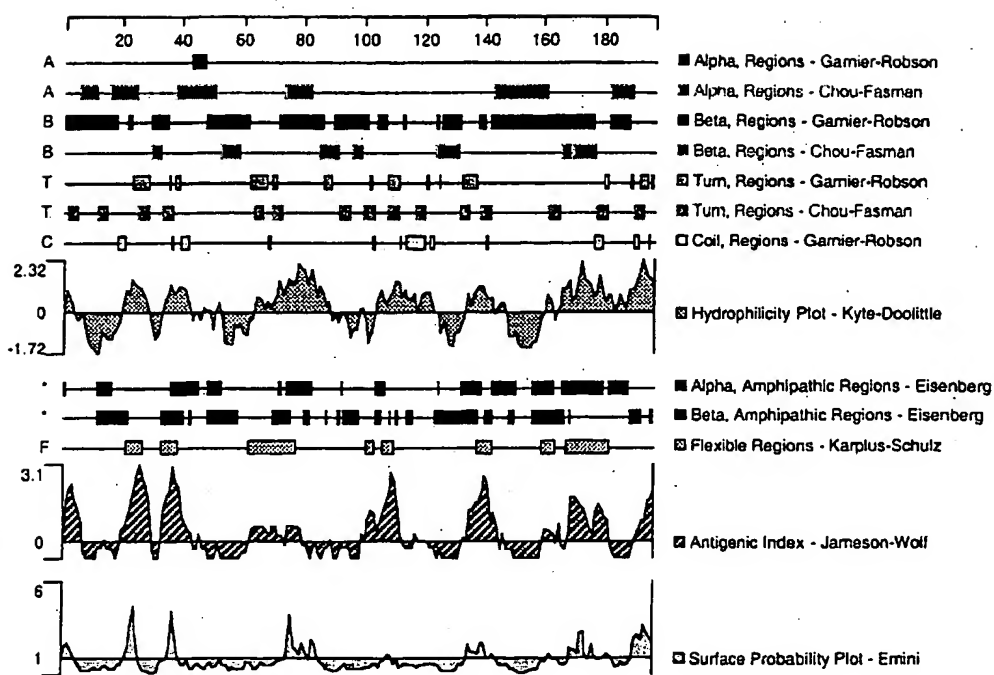 20 40 60 80 100 120 140 160 180
A Alpha, Regions - Garnier-Robson
A Alpha, Regions - Chou-Fasman
B Beta, Regions - Garnier-Robson
B Beta, Regions - Chou-Fasman
T Turn, Regions - Garnier-Robson
T Turn, Regions - Chou-Fasman
C Coil, Regions - Garnier-Robson
2.32
0 Hydrophilicity Plot - Kyte-Doolittle
-1.72
* Alpha, Amphipathic Regions - Eisenberg
* Beta, Amphipathic Regions - Eisenberg
F Flexible Regions - Karplus-Schulz
3.1
0 Antigenic Index - Jameson-Wolf
6
1 Surface Probability Plot - Emini